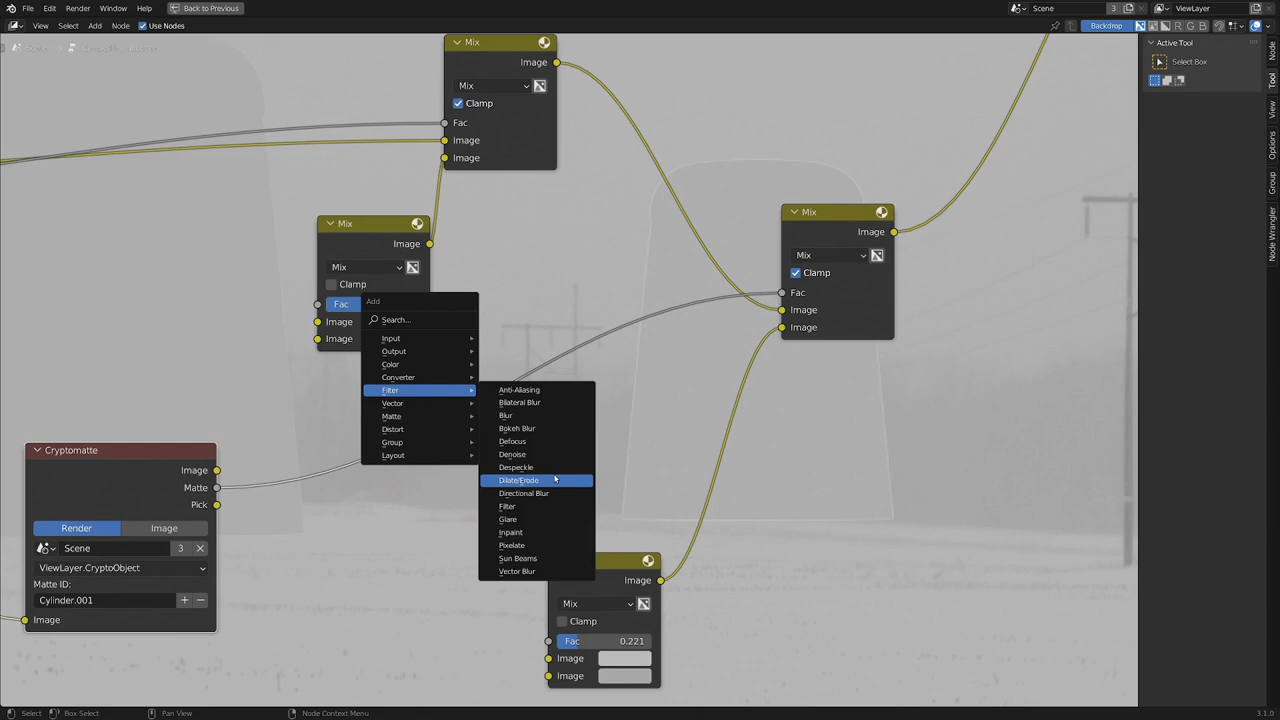 File Edit Render Window Help Back to Previous Scene 3 ViewLayer
View Select Add Node Use Nodes Backdrop R G B
Active Tool
Select Box
Node
Tool
View
Options
Group
Node Wrangler
Mix
Image
Mix
Clamp
Fac
Image
Image
Mix
Image
Mix
Clamp
Fac
Image
Image
Add
Search...
Input
Output
Color
Converter
Filter
Vector
Matte
Distort
Group
Layout
Anti-Aliasing
Bilateral Blur
Blur
Bokeh Blur
Defocus
Denoise
Despeckle
Dilate/Erode
Directional Blur
Filter
Glare
Inpaint
Pixelate
Sun Beams
Vector Blur
Mix
Image
Mix
Clamp
Fac
Image
Image
Cryptomatte
Image
Matte
Pick
Render Image
Scene 3
ViewLayer.CryptoObject
Matte ID:
Cylinder.001
Image
Image
Mix
Clamp
Fac 0.221
Image
Image
Select Box Select Pan View Node Context Menu 3.1.0